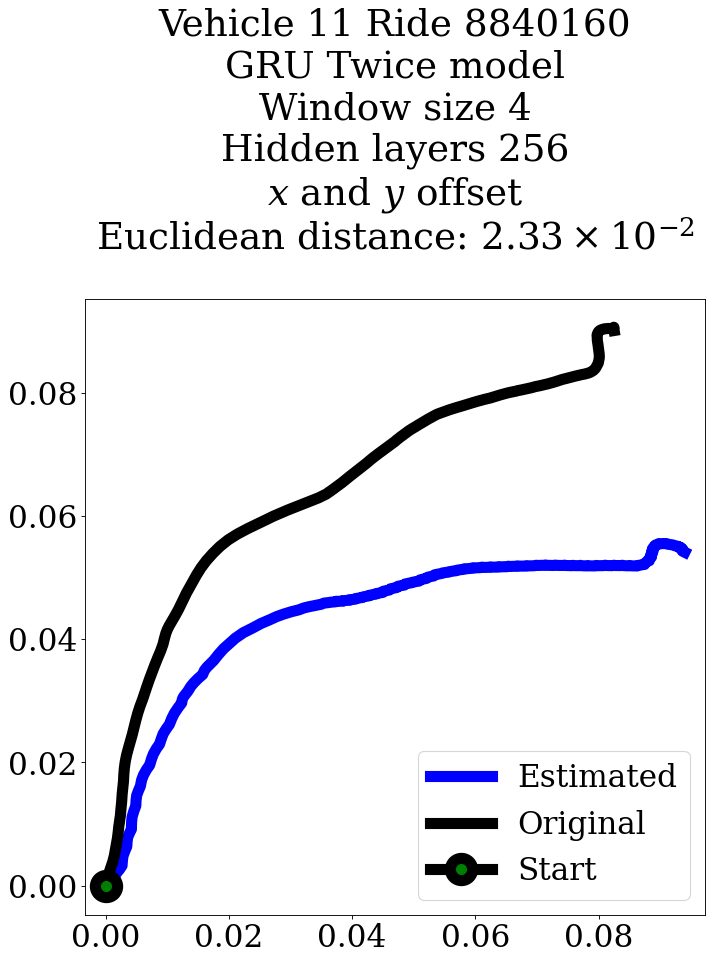 Vehicle 11 Ride 8840160
GRU Twice model
Window size 4
Hidden layers 256
x and y offset
Euclidean distance: 2.33 × 10⁻²
0.08
0.06
0.04
0.02
0.00
Estimated
Original
Start
0.00 0.02 0.04 0.06 0.08